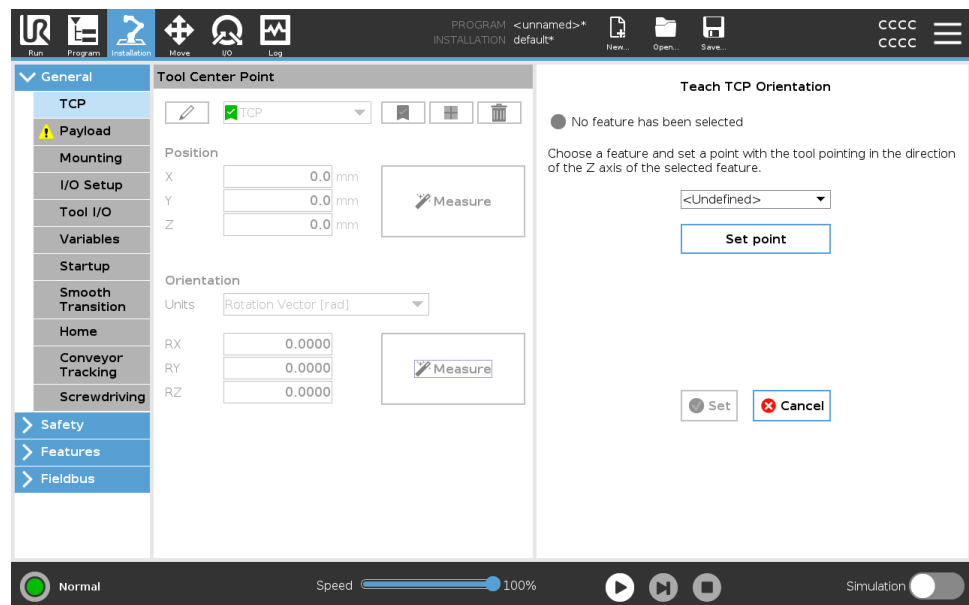 PROGRAM <unnamed>*
INSTALLATION default*
CCCC
CCCC
Run Program Installation Move I/O Log New... Open... Save...
General
TCP
Payload
Mounting
I/O Setup
Tool I/O
Variables
Startup
Smooth
Transition
Home
Conveyor
Tracking
Screwdriving
Safety
Features
Fieldbus
Tool Center Point
TCP
Position
X 0.0 mm
Y 0.0 mm
Z 0.0 mm
Measure
Orientation
Units Rotation Vector [rad]
RX 0.0000
RY 0.0000
RZ 0.0000
Measure
Teach TCP Orientation
No feature has been selected
Choose a feature and set a point with the tool pointing in the direction
of the Z axis of the selected feature.
<Undefined>
Set point
Set Cancel
Normal Speed 100% Simulation